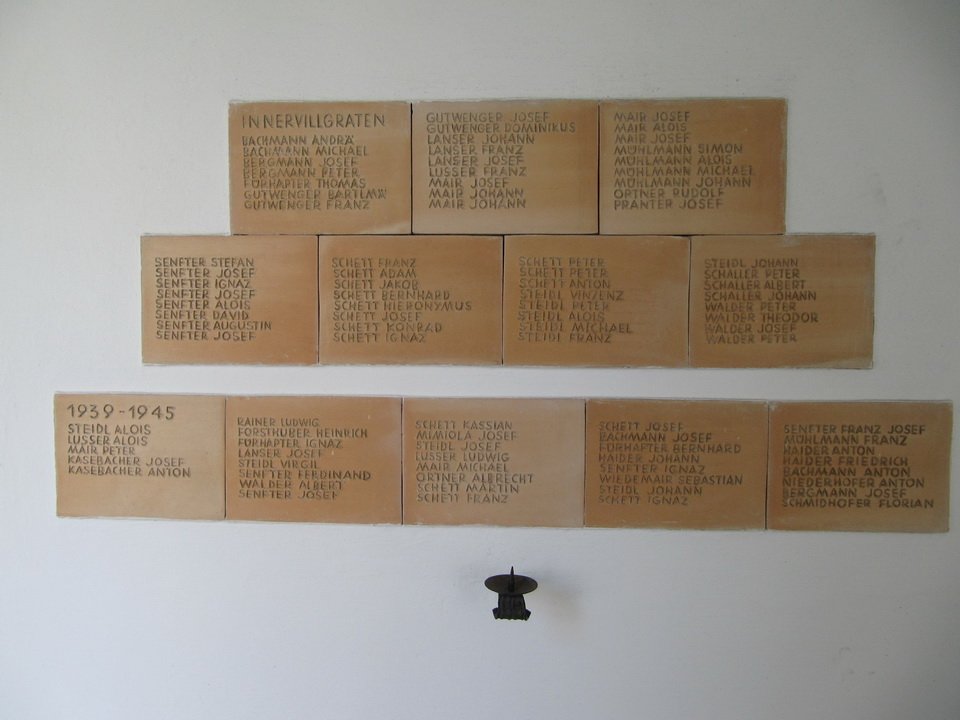 INNERVILLGRATEN
BACHMANN ANDRÄ
BACHMANN MICHAEL
BERGMANN JOSEF
BERGMANN PETER
FÜRHAPTER THOMAS
GUTWENGER BARTLMÄ
GUTWENGER FRANZ
GUTWENGER JOSEF
GUTWENGER DOMINIKUS
LANSER JOHANN
LANSER FRANZ
LANSER JOSEF
LUSSER FRANZ
MAIR JOSEF
MAIR JOHANN
MAIR JOHANN
MAIR JOSEF
MAIR ALOIS
MAIR JOSEF
MÜHLMANN SIMON
MÜHLMANN ALOIS
MÜHLMANN MICHAEL
MÜHLMANN JOHANN
ORTNER RUDOLF
PRANTER JOSEF
SENFTER STEFAN
SENFTER JOSEF
SENFTER IGNAZ
SENFTER JOSEF
SENFTER ALOIS
SENFTER DAVID
SENFTER AUGUSTIN
SENFTER JOSEF
SCHETT FRANZ
SCHETT ADAM
SCHETT JAKOB
SCHETT BERNHARD
SCHETT HIERONYMUS
SCHETT JOSEF
SCHETT KONRAD
SCHETT IGNAZ
SCHETT PETER
SCHETT PETER
SCHETT ANTON
STEIDL VINZENZ
STEIDL PETER
STEIDL ALOIS
STEIDL MICHAEL
STEIDL FRANZ
STEIDL JOHANN
SCHALLER PETER
SCHALLER ALBERT
SCHALLER JOHANN
WALDER PETER
WALDER THEODOR
WALDER JOSEF
WALDER PETER
1939-1945
STEIDL ALOIS
LUSSER ALOIS
MAIR PETER
KASEBACHER JOSEF
KASEBACHER ANTON
RAINER LUDWIG
FORSTHUBER HEINRICH
FÜRHAPTER IGNAZ
LANSER JOSEF
STEIDL VIRGIL
SENFTER FERDINAND
WALDER ALBERT
SENFTER JOSEF
SCHETT KASSIAN
MIMIOLA JOSEF
STEIDL JOSEF
LUSSER LUDWIG
MAIR MICHAEL
ORTNER ALBRECHT
SCHETT MARTIN
SCHETT FRANZ
SCHETT JOSEF
BACHMANN JOSEF
FÜRHAPTER BERNHARD
HAIDER JOHANN
SENFTER IGNAZ
WIEDEMAIR SEBASTIAN
STEIDL JOHANN
SCHETT IGNAZ
SENFTER FRANZ JOSEF
MÜHLMANN FRANZ
HAIDER ANTON
HAIDER FRIEDRICH
BACHMANN ANTON
NIEDERHOFER ANTON
BERGMANN JOSEF
SCHMIDHOFER FLORIAN